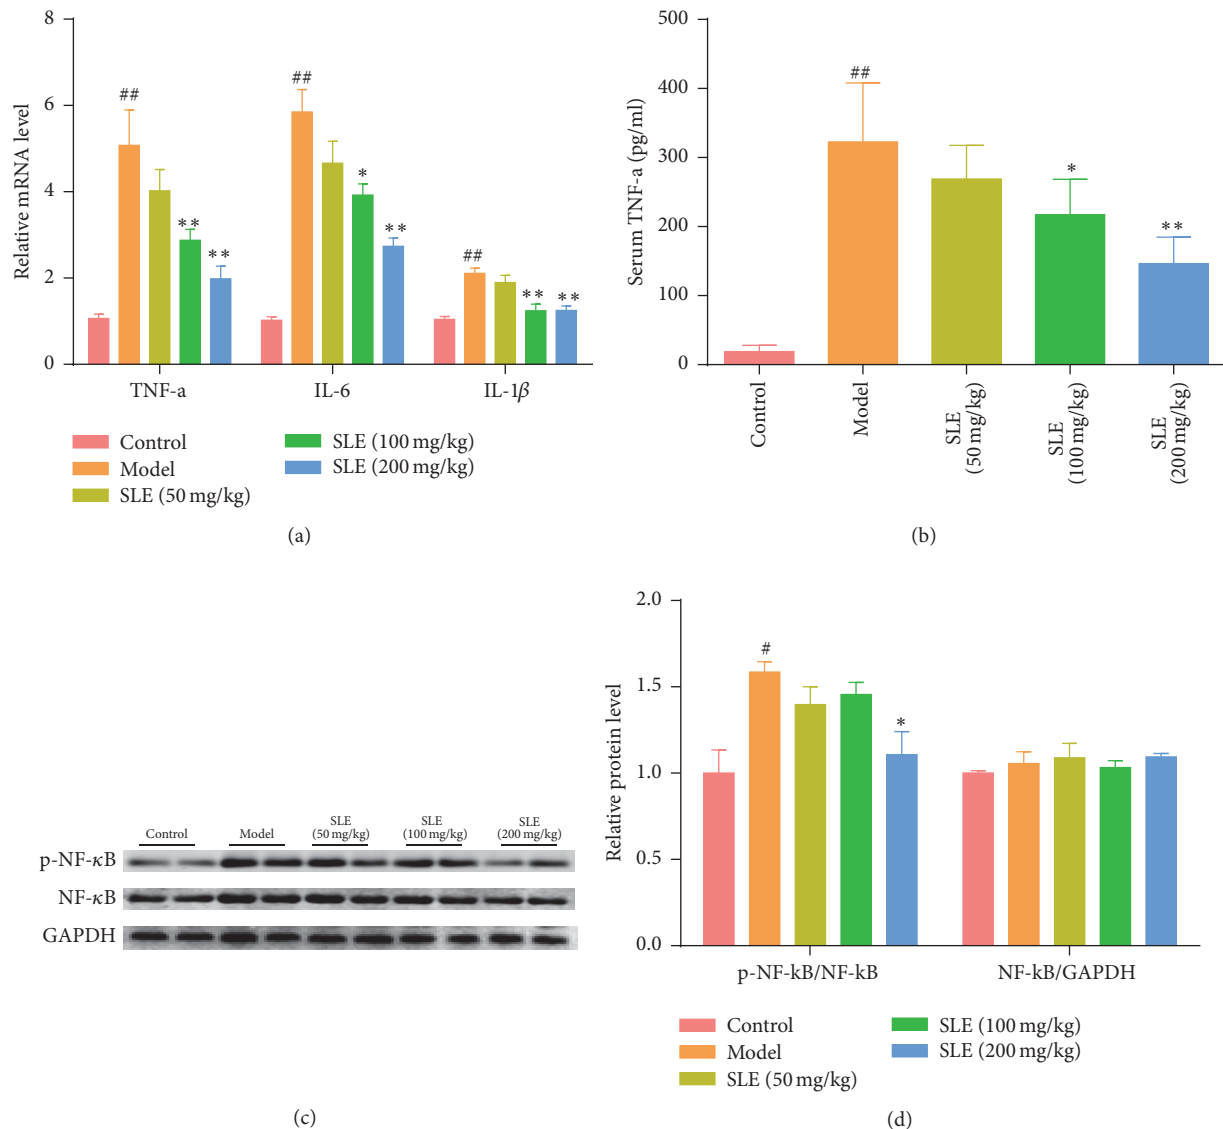 8
6
4
2
0
Relative mRNA level
##
**
**
##
*
**
##
**
**
TNF-a
IL-6
IL-1β
Control
Model
SLE (50 mg/kg)
SLE (100 mg/kg)
SLE (200 mg/kg)
(a)
500
400
300
200
100
0
Serum TNF-a (pg/ml)
##
*
**
Control
Model
SLE
(50 mg/kg)
SLE
(100 mg/kg)
SLE
(200 mg/kg)
(b)
Control
Model
SLE
(50 mg/kg)
SLE
(100 mg/kg)
SLE
(200 mg/kg)
p-NF-κB
NF-κB
GAPDH
(c)
2.0
1.5
1.0
0.5
0.0
Relative protein level
#
*
p-NF-kB/NF-kB
NF-kB/GAPDH
Control
Model
SLE (50 mg/kg)
SLE (100 mg/kg)
SLE (200 mg/kg)
(d)